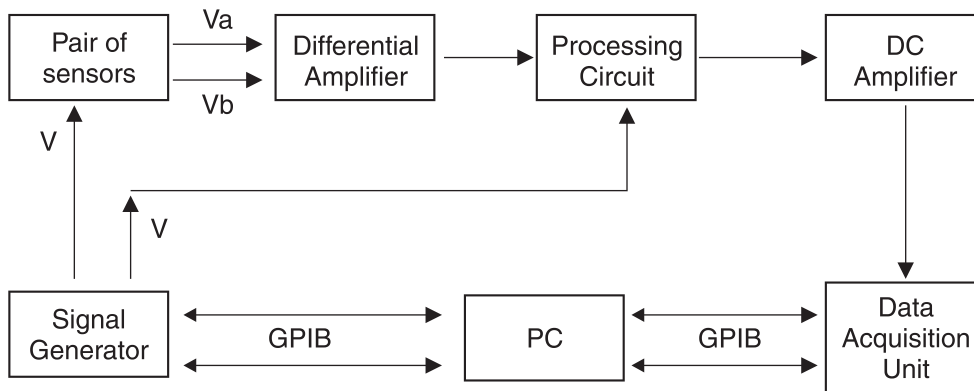 Va
Pair of
sensors
Vb
Differential
Amplifier
Processing
Circuit
DC
Amplifier
V
V
Signal
Generator
GPIB
PC
GPIB
Data
Acquisition
Unit